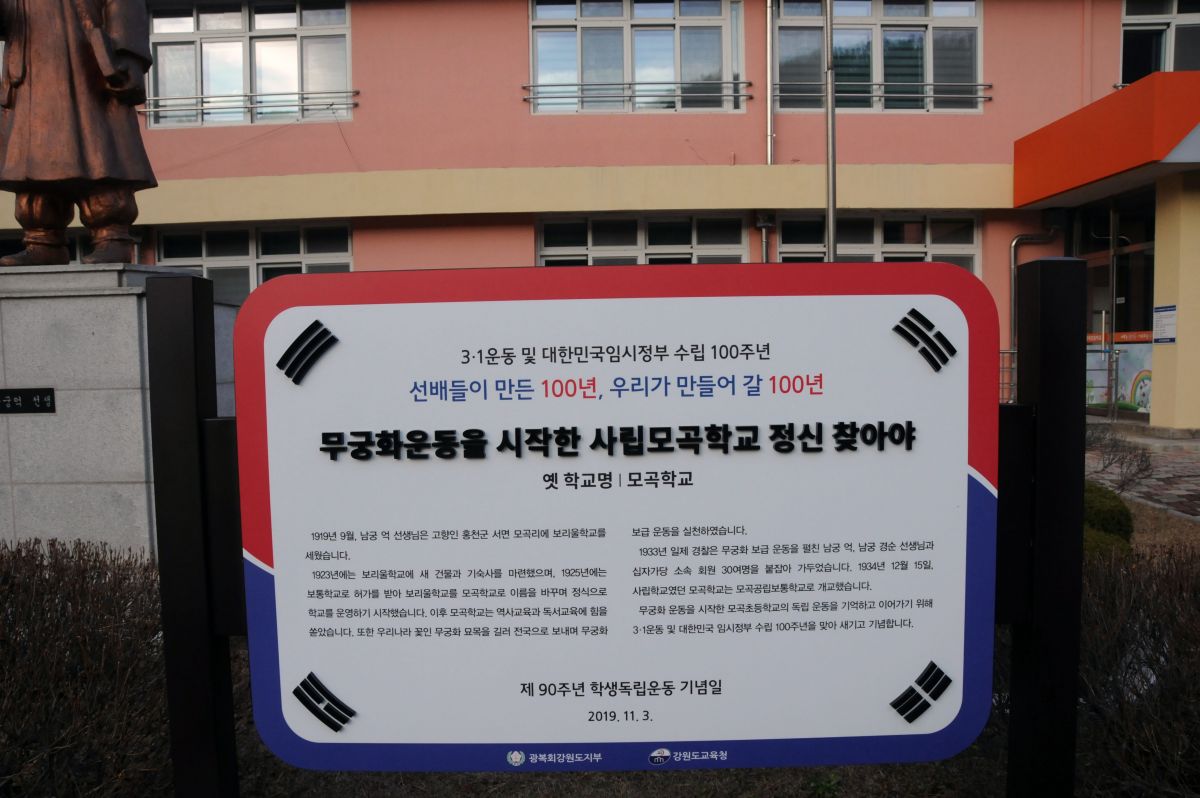 3·1운동 및 대한민국임시정부 수립 100주년
선배들이 만든 100년, 우리가 만들어 갈 100년
무궁화운동을 시작한 사립모곡학교 정신 찾아야
옛 학교명 | 모곡학교
1919년 9월, 남궁 억 선생님은 고향인 홍천군 서면 모곡리에 보리울학교를
세웠습니다.
1923년에는 보리울학교에 새 건물과 기숙사를 마련했으며, 1925년에는
보통학교로 허가를 받아 보리울학교를 모곡학교로 이름을 바꾸며 정식으로
학교를 운영하기 시작했습니다. 이후 모곡학교는 역사교육과 독서교육에 힘을
쏟았습니다. 또한 우리나라 꽃인 무궁화 묘목을 길러 전국으로 보내며 무궁화
보급 운동을 실천하였습니다.
1933년 일제 경찰은 무궁화 보급 운동을 펼친 남궁 억, 남궁 경순 선생님과
십자가당 소속 회원 30여명을 붙잡아 가두었습니다. 1934년 12월 15일,
사립학교였던 모곡학교는 모곡공립보통학교로 개교했습니다.
무궁화 운동을 시작한 모곡초등학교의 독립 운동을 기억하고 이어가기 위해
3·1운동 및 대한민국 임시정부 수립 100주년을 맞아 새기고 기념합니다.
제 90주년 학생독립운동 기념일
2019. 11. 3.
광복회강원도지부
강원도교육청
궁억 선생